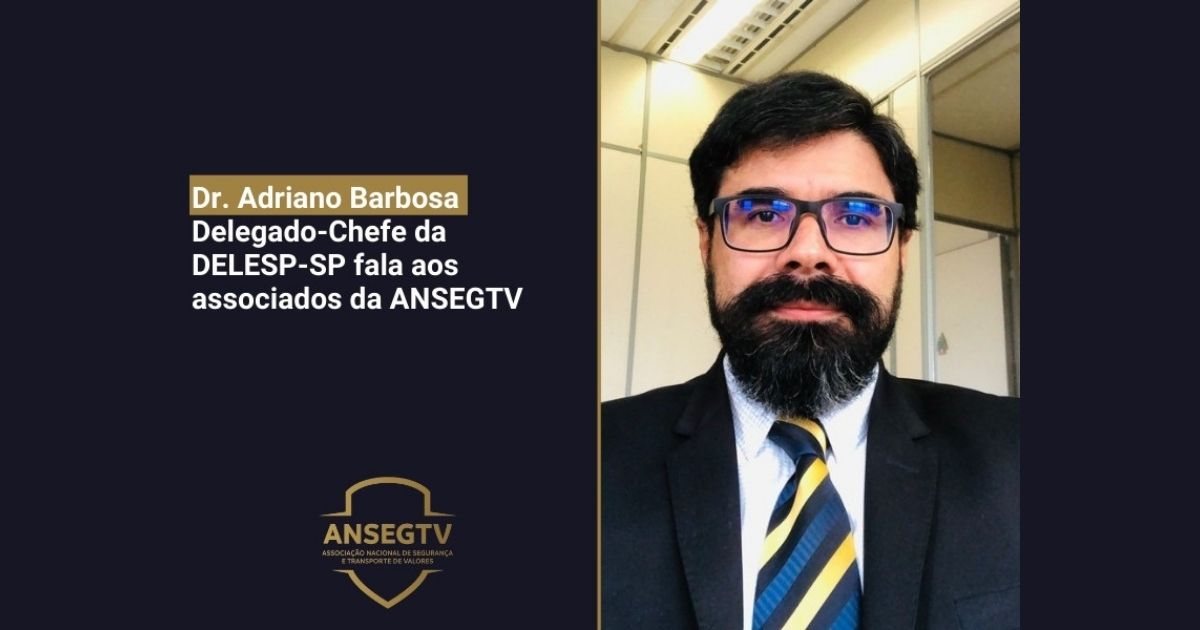 Dr. Adriano Barbosa
Delegado-Chefe da
DELESP-SP fala aos
associados da ANSEGTV
ANSEGTV
ASSOCIAÇÃO NACIONAL DE SEGURANÇA
E TRANSPORTE DE VALORES